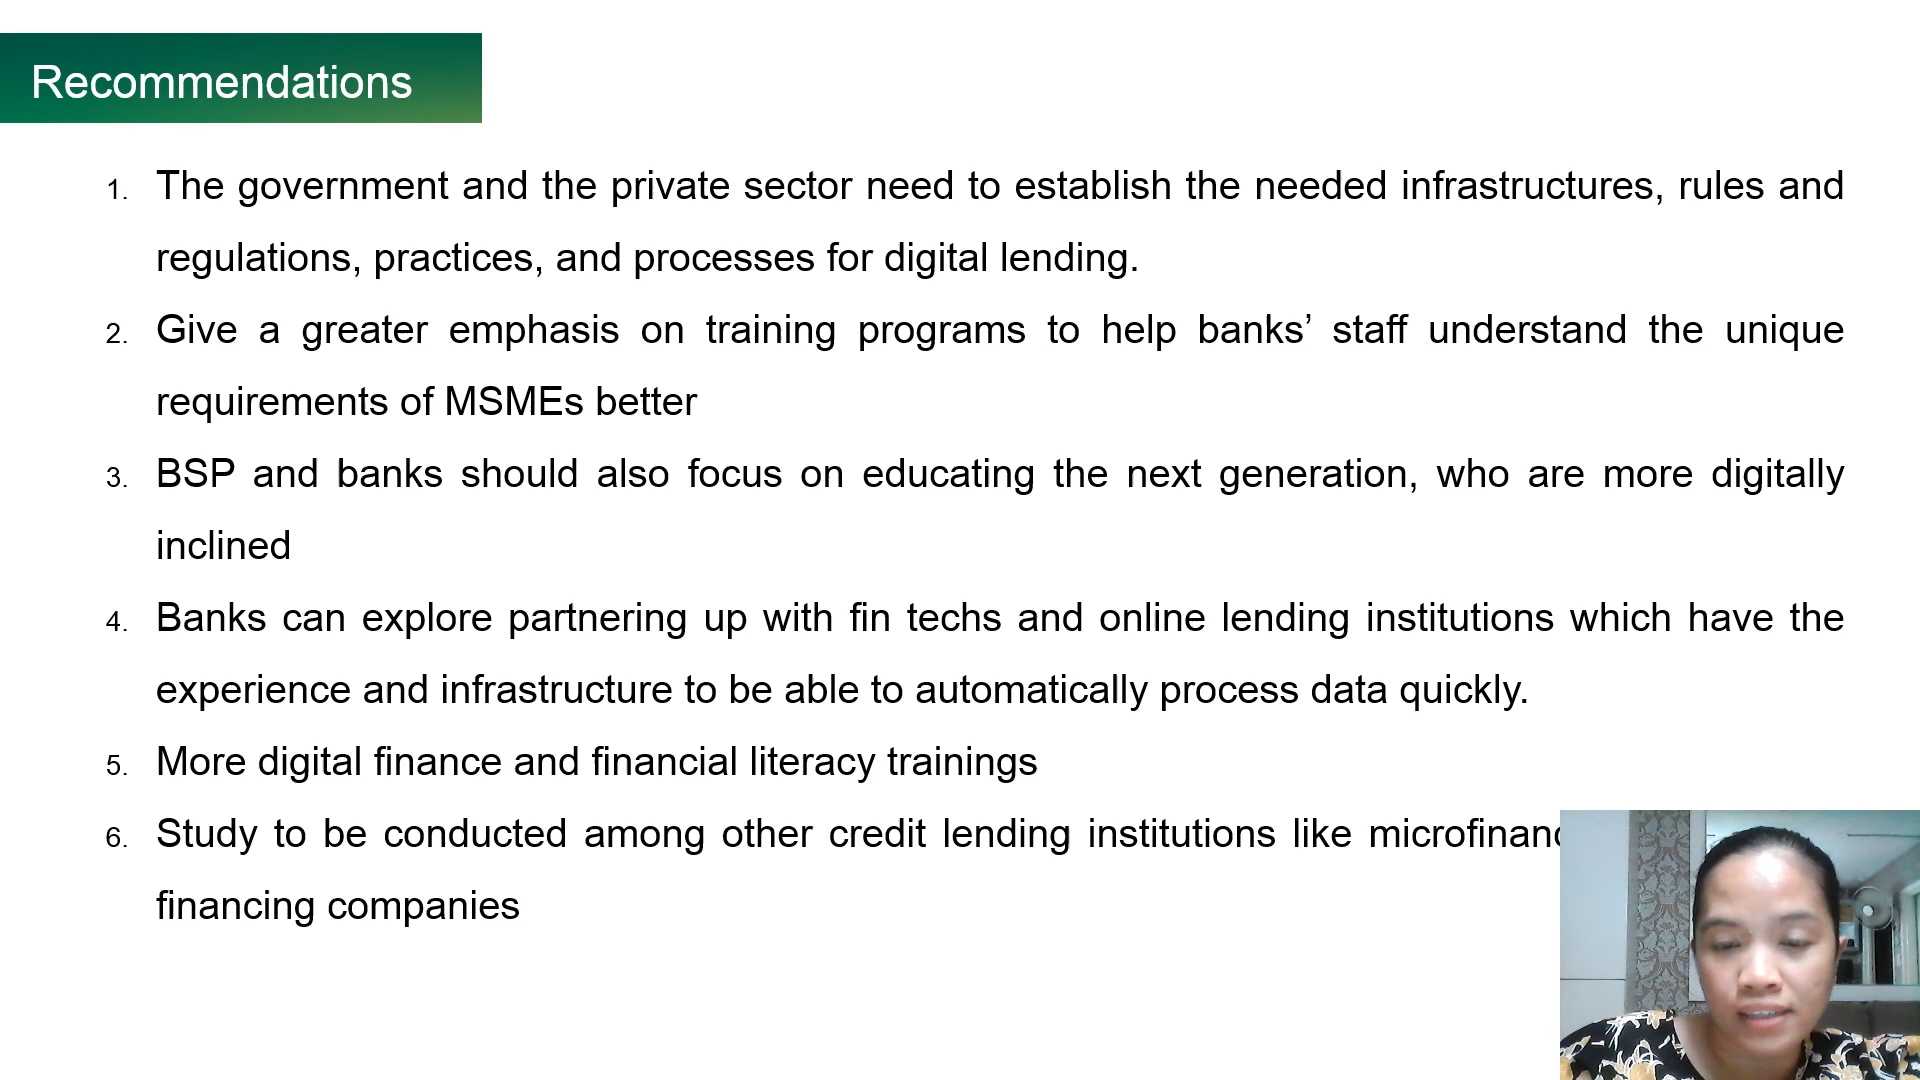 Recommendations
1. The government and the private sector need to establish the needed infrastructures, rules and
regulations, practices, and processes for digital lending.
2. Give a greater emphasis on training programs to help banks’ staff understand the unique
requirements of MSMEs better
3. BSP and banks should also focus on educating the next generation, who are more digitally
inclined
4. Banks can explore partnering up with fin techs and online lending institutions which have the
experience and infrastructure to be able to automatically process data quickly.
5. More digital finance and financial literacy trainings
6. Study to be conducted among other credit lending institutions like
financing companies